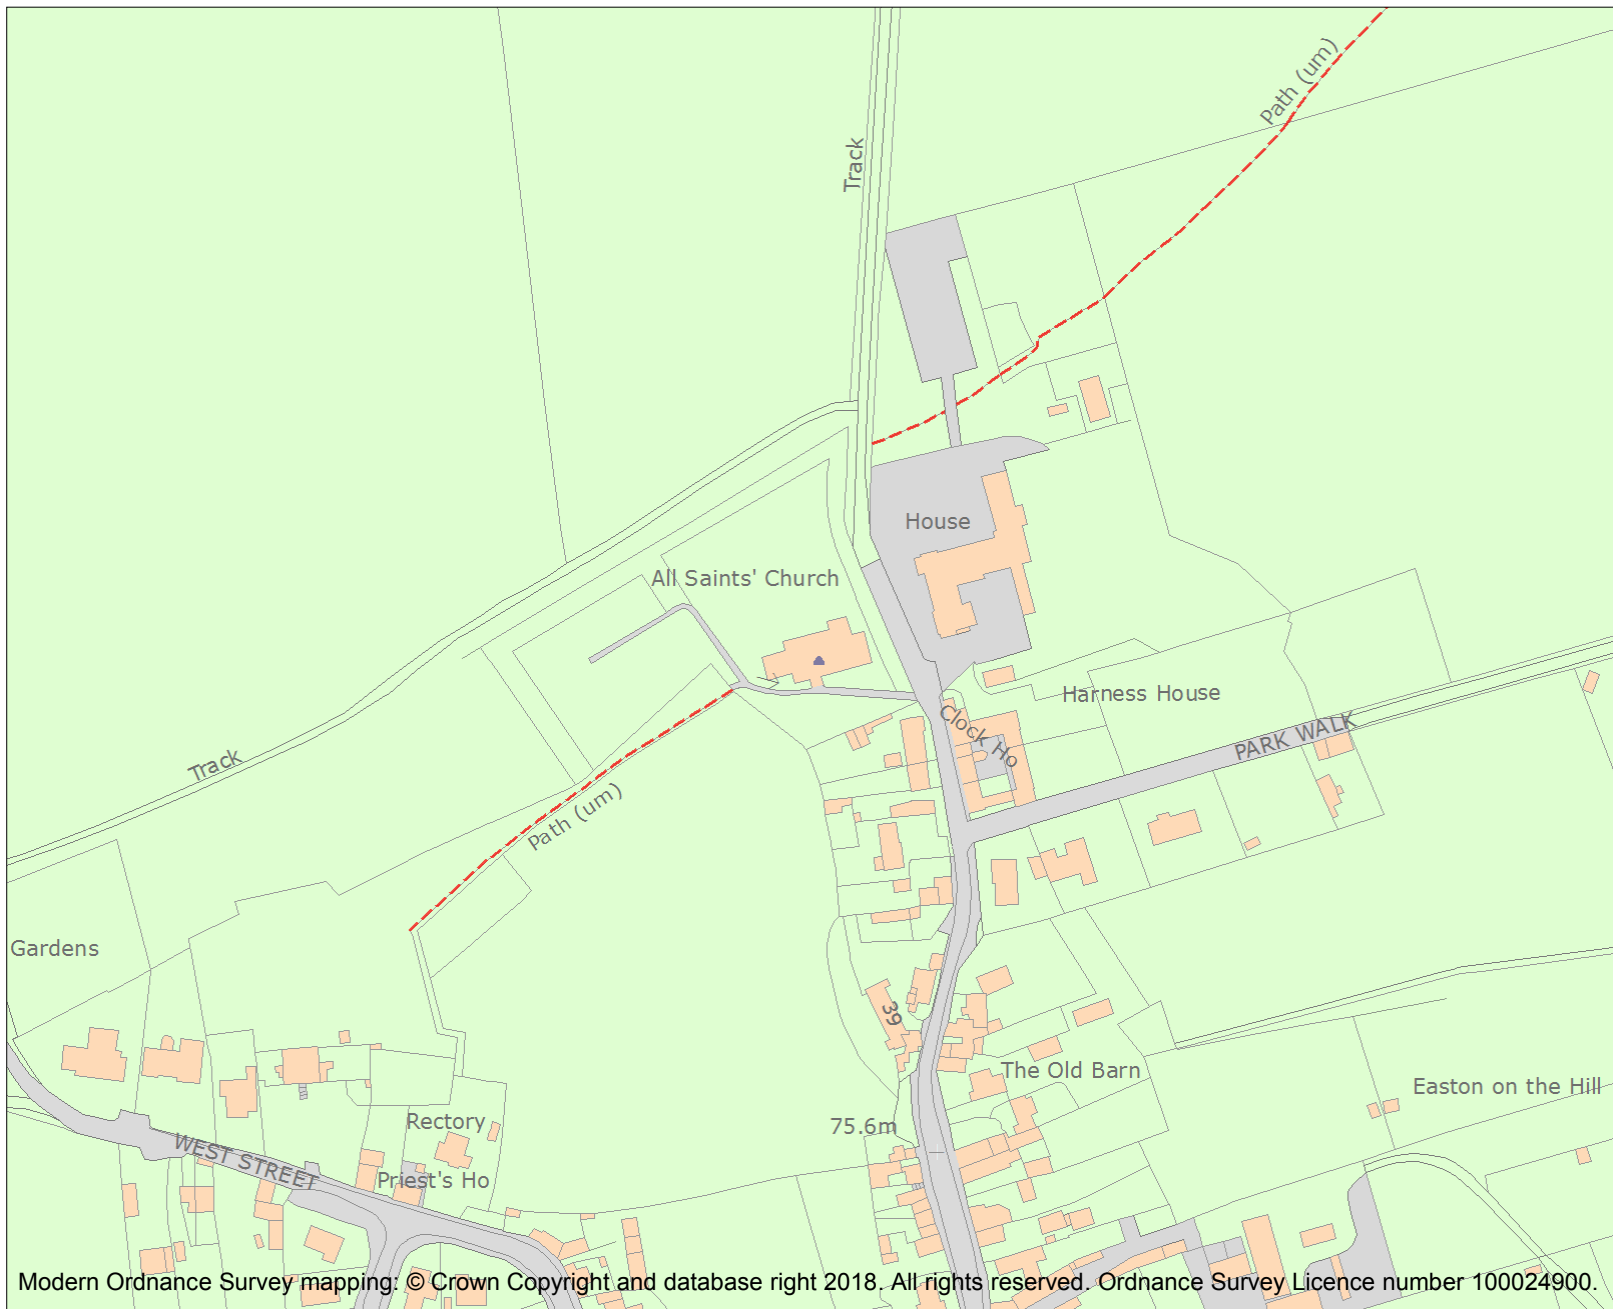 Path (um)
Track
House
All Saints' Church
Harness House
Clock Ho
PARK WALK
Track
Path (um)
Gardens
39
The Old Barn
Easton on the Hill
Rectory
75.6m
WEST STREET
Priest's Ho
Modern Ordnance Survey mapping: © Crown Copyright and database right 2018. All rights reserved. Ordnance Survey Licence number 100024900.